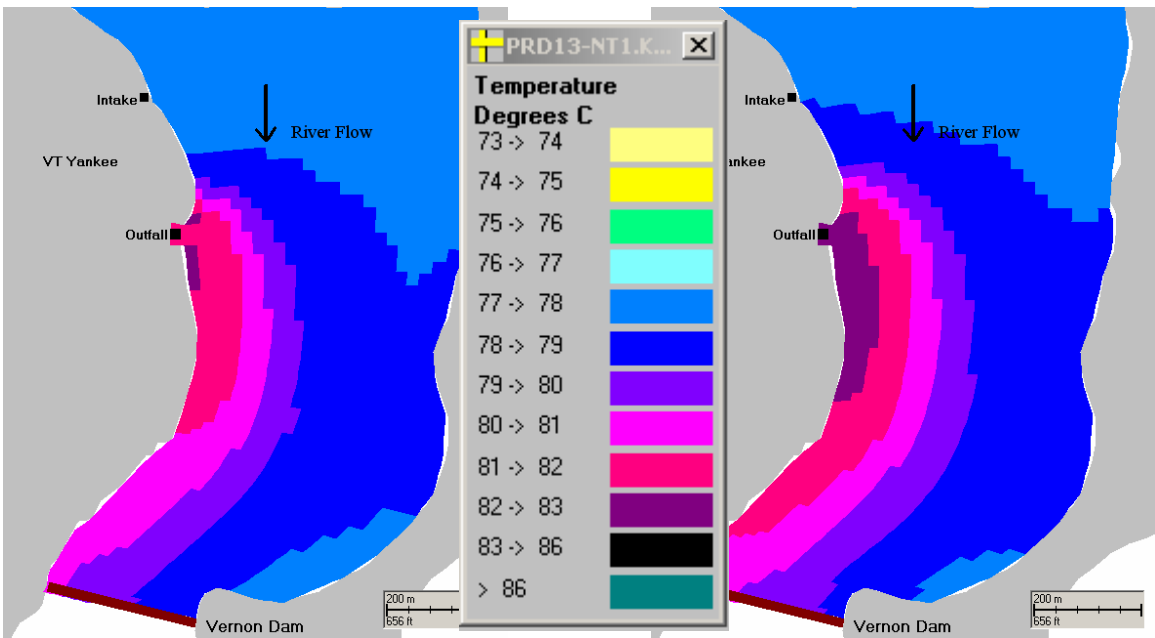 Intake
River Flow
VT Yankee
Outfall
200 m
656 ft
Vernon Dam
PRD13-NT1.K...
Temperature
Degrees C
73 -> 74
74 -> 75
75 -> 76
76 -> 77
77 -> 78
78 -> 79
79 -> 80
80 -> 81
81 -> 82
82 -> 83
83 -> 86
> 86
Intake
River Flow
ankee
Outfall
200 m
656 ft
Vernon Dam